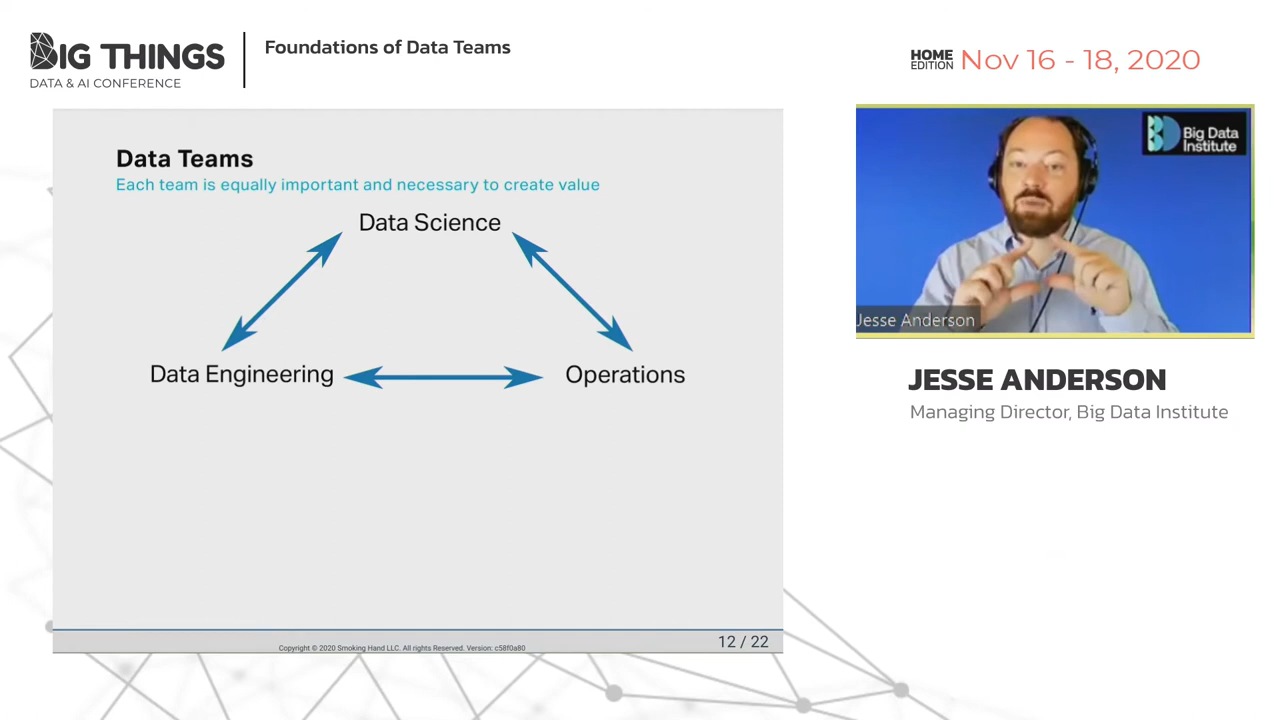 BIG THINGS
DATA & AI CONFERENCE
Foundations of Data Teams
HOME
EDITION
Nov 16 - 18, 2020
Data Teams
Each team is equally important and necessary to create value
Data Science
Data Engineering
Operations
Copyright © 2020 Smoking Hand LLC. All rights Reserved. Version: c58f0a80
12 / 22
Big Data
Institute
Jesse Anderson
JESSE ANDERSON
Managing Director, Big Data Institute